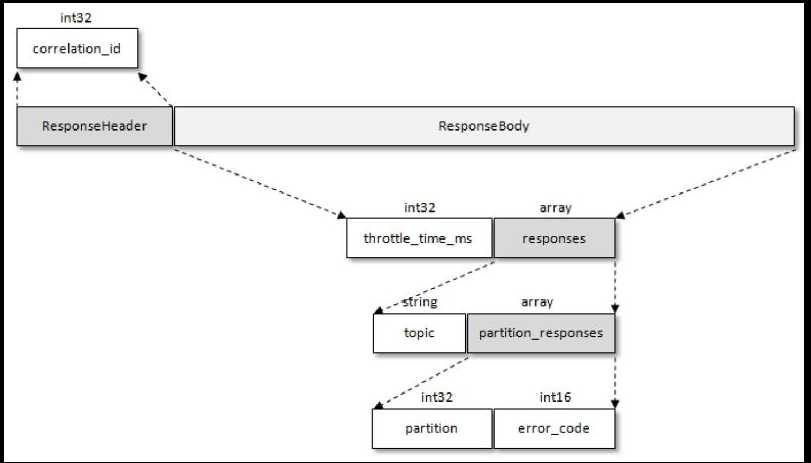 int32
correlation_id
ResponseHeader ResponseBody
int32 array
throttle_time_ms responses
string array
topic partition_responses
int32 int16
partition error_code